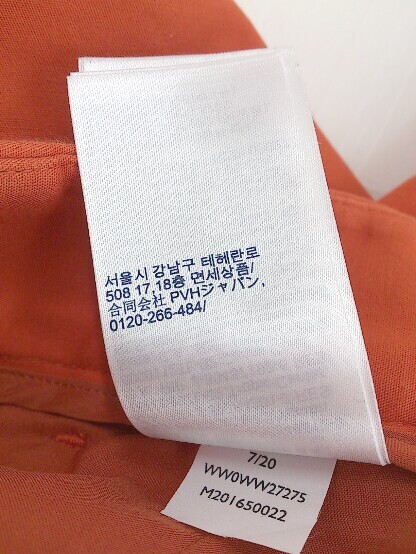 서울시 강남구 테헤란로
508 17,18층 면세상품/
合同会社 PVHジャパン,
0120-266-484/
7/20
WW0WW27275
M201650022